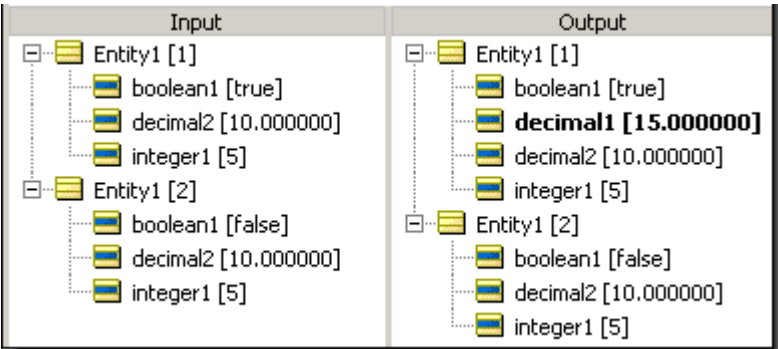 Input
Entity1 [1]
boolean1 [true]
decimal2 [10.000000]
integer1 [5]
Entity1 [2]
boolean1 [false]
decimal2 [10.000000]
integer1 [5]
Output
Entity1 [1]
boolean1 [true]
decimal1 [15.000000]
decimal2 [10.000000]
integer1 [5]
Entity1 [2]
boolean1 [false]
decimal2 [10.000000]
integer1 [5]